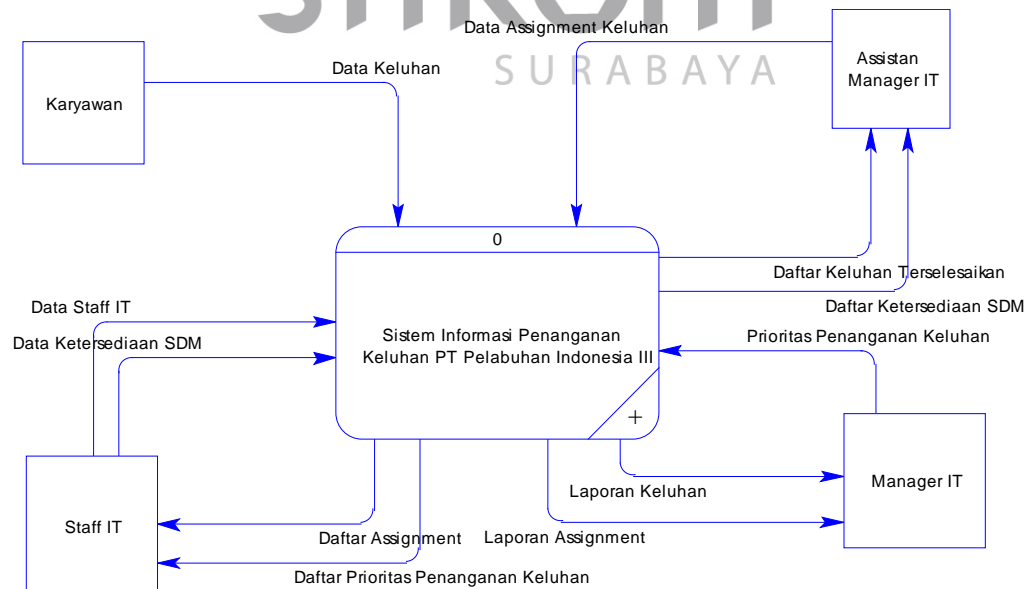 SURABAYA
Data Assignment Keluhan
Data Keluhan
Karyawan
Assistan
Manager IT
0
Daftar Keluhan Terselesaikan
Daftar Ketersediaan SDM
Data Staff IT
Data Ketersediaan SDM
Sistem Informasi Penanganan
Keluhan PT Pelabuhan Indonesia III
Prioritas Penanganan Keluhan
+
Manager IT
Laporan Keluhan
Staff IT
Daftar Assignment
Laporan Assignment
Daftar Prioritas Penanganan Keluhan